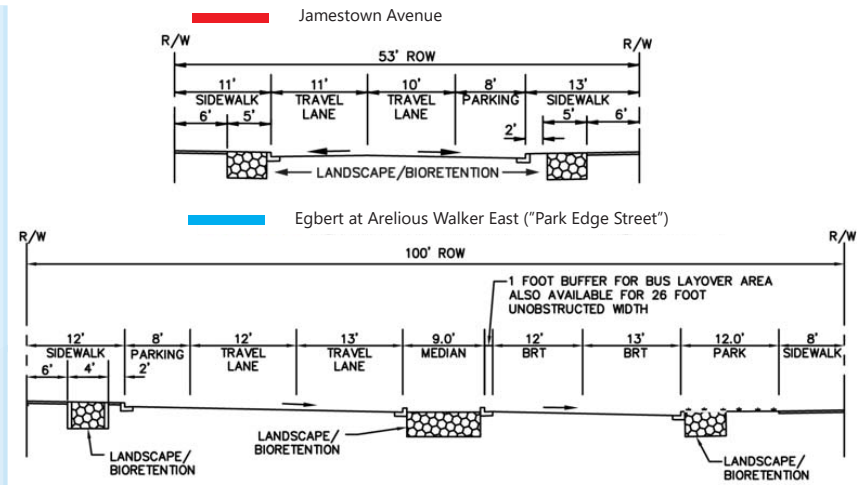 Jamestown Avenue
R/W
R/W
53' ROW
11'
SIDEWALK
11'
TRAVEL
LANE
10'
TRAVEL
LANE
8'
PARKING
13'
SIDEWALK
6'
5'
2'
5'
6'
LANDSCAPE/BIORETENTION
Egbert at Arelious Walker East ("Park Edge Street")
R/W
R/W
100' ROW
1 FOOT BUFFER FOR BUS LAYOVER AREA
ALSO AVAILABLE FOR 26 FOOT
UNOBSTRUCTED WIDTH
12'
SIDEWALK
8'
PARKING
12'
TRAVEL
LANE
13'
TRAVEL
LANE
9.0'
MEDIAN
12'
BRT
13'
BRT
12.0'
PARK
8'
SIDEWALK
6'
4'
2'
LANDSCAPE/
BIORETENTION
LANDSCAPE/
BIORETENTION
LANDSCAPE/
BIORETENTION